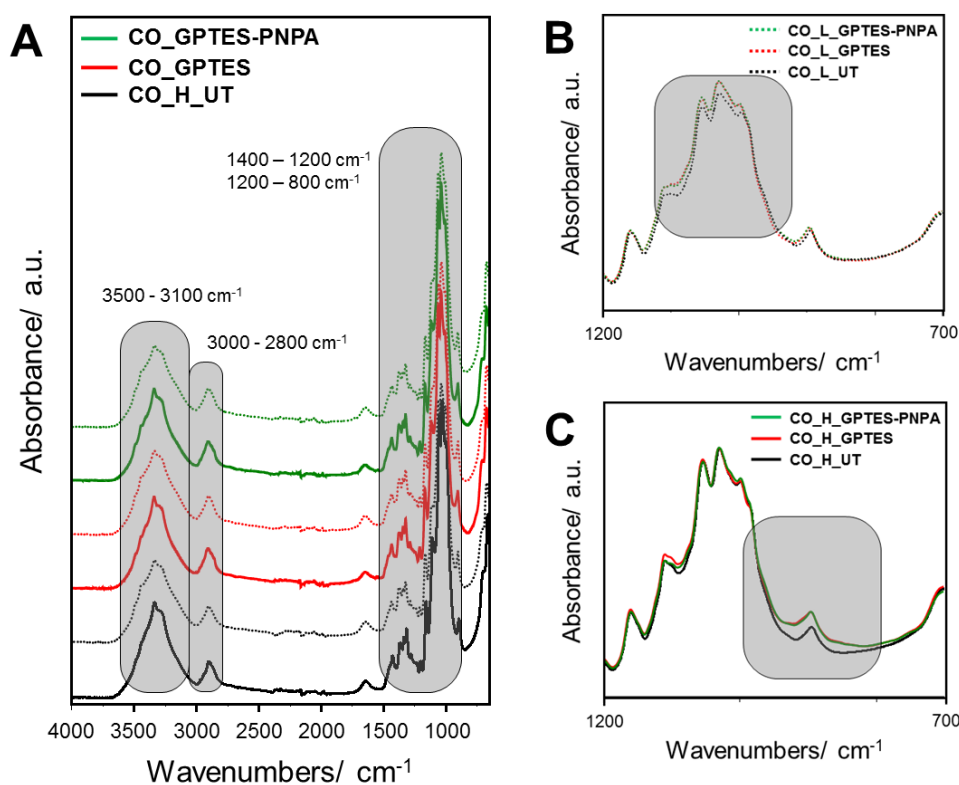 A
CO_GPTES-PNPA
CO_GPTES
CO_H_UT
1400 – 1200 cm⁻¹
1200 – 800 cm⁻¹
3500 - 3100 cm⁻¹
3000 - 2800 cm⁻¹
Absorbance/ a.u.
4000 3500 3000 2500 2000 1500 1000
Wavenumbers/ cm⁻¹
B
CO_L_GPTES-PNPA
CO_L_GPTES
CO_L_UT
Absorbance/ a.u.
1200 700
Wavenumbers/ cm⁻¹
C
CO_H_GPTES-PNPA
CO_H_GPTES
CO_H_UT
Absorbance/ a.u.
1200 700
Wavenumbers/ cm⁻¹